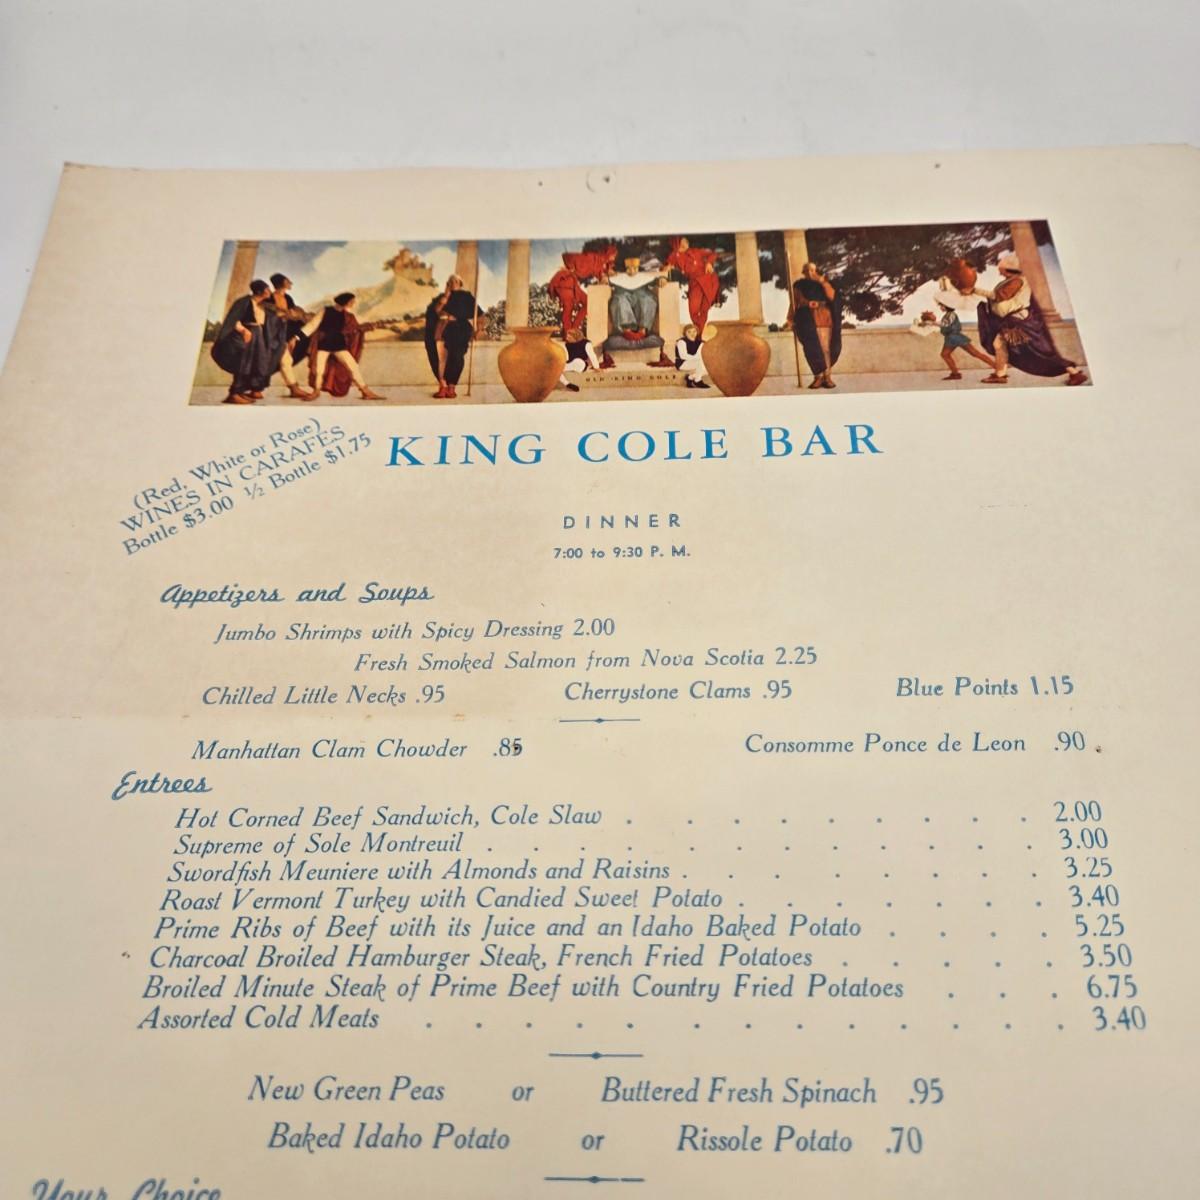 OLD KING COLE
(Red, White or Rose)
WINES IN CARAFES
Bottle $3.00 ½ Bottle $1.75
KING COLE BAR
DINNER
7:00 to 9:30 P. M.
Appetizers and Soups
Jumbo Shrimps with Spicy Dressing 2.00
Fresh Smoked Salmon from Nova Scotia 2.25
Chilled Little Necks .95 Cherrystone Clams .95 Blue Points 1.15
Manhattan Clam Chowder .85 Consomme Ponce de Leon .90
Entrees
Hot Corned Beef Sandwich, Cole Slaw . . . . . . . . . 2.00
Supreme of Sole Montreuil . . . . . . . . . . . . 3.00
Swordfish Meuniere with Almonds and Raisins . . . . . . . . 3.25
Roast Vermont Turkey with Candied Sweet Potato . . . . . . . 3.40
Prime Ribs of Beef with its Juice and an Idaho Baked Potato . . . . 5.25
Charcoal Broiled Hamburger Steak, French Fried Potatoes . . . . . 3.50
Broiled Minute Steak of Prime Beef with Country Fried Potatoes . . . 6.75
Assorted Cold Meats . . . . . . . . . . . . . 3.40
New Green Peas or Buttered Fresh Spinach .95
Baked Idaho Potato or Rissole Potato .70
Your Choice